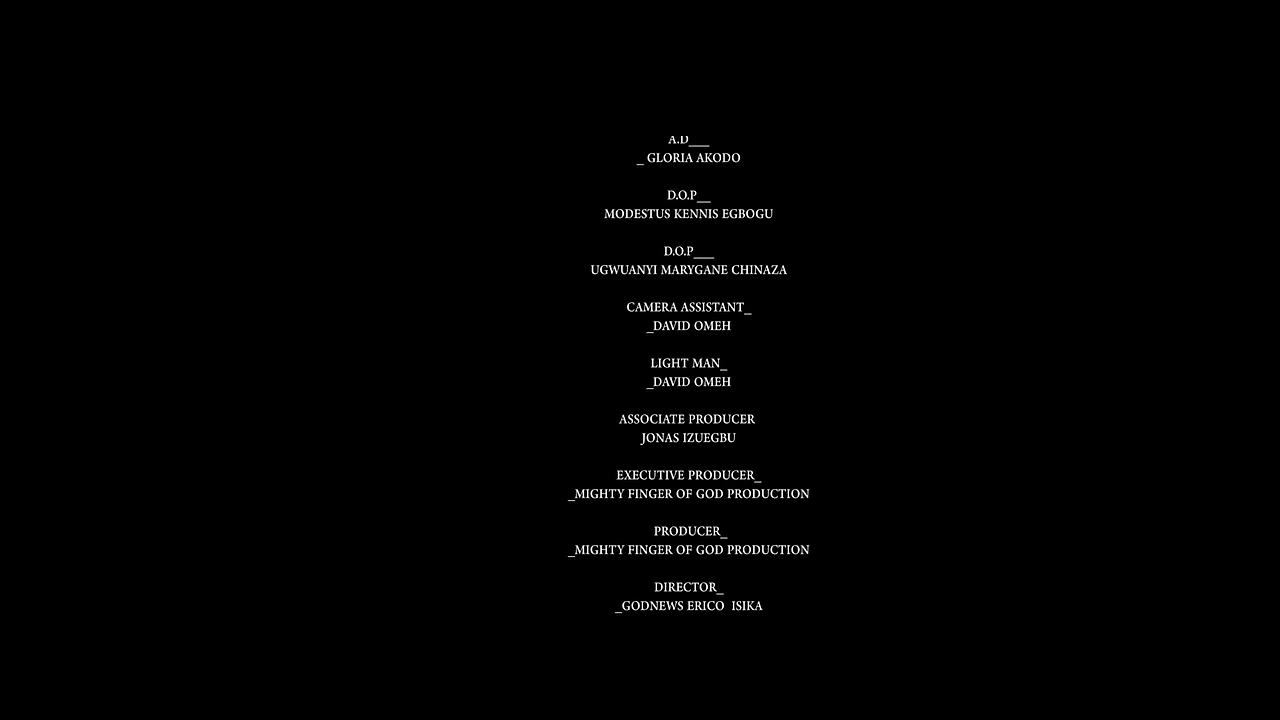 A.D___
_ GLORIA AKODO
D.O.P__
MODESTUS KENNIS EGBOGU
D.O.P___
UGWUANYI MARYGANE CHINAZA
CAMERA ASSISTANT_
_DAVID OMEH
LIGHT MAN_
_DAVID OMEH
ASSOCIATE PRODUCER
JONAS IZUEGBU
EXECUTIVE PRODUCER_
_MIGHTY FINGER OF GOD PRODUCTION
PRODUCER_
_MIGHTY FINGER OF GOD PRODUCTION
DIRECTOR_
_GODNEWS ERICO  ISIKA